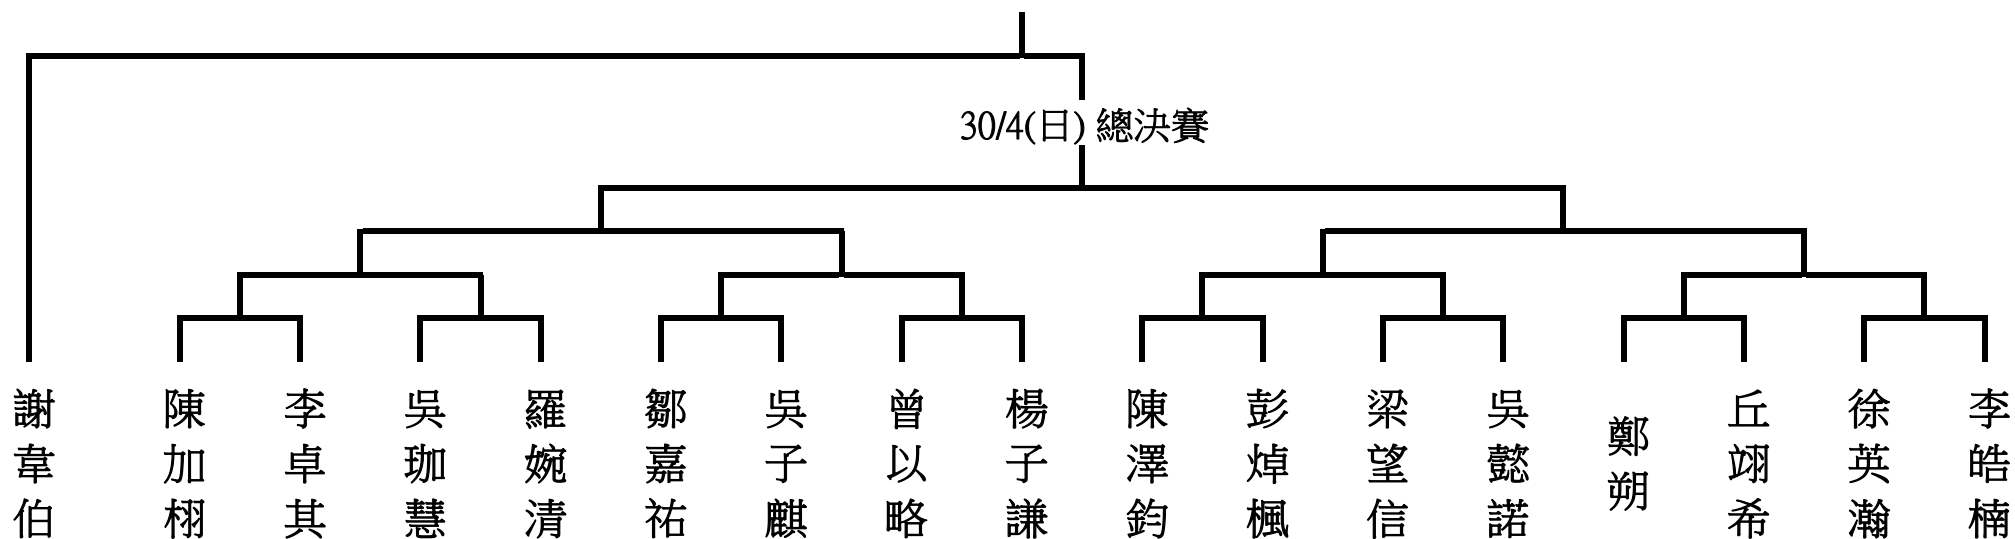 30/4(日) 總決賽
謝韋伯
陳加栩
李卓其
吳珈慧
羅婉清
鄒嘉祐
吳子麒
曾以略
楊子謙
陳澤鈞
彭焯楓
梁望信
吳懿諾
鄭朔
丘翊希
徐英瀚
李皓楠